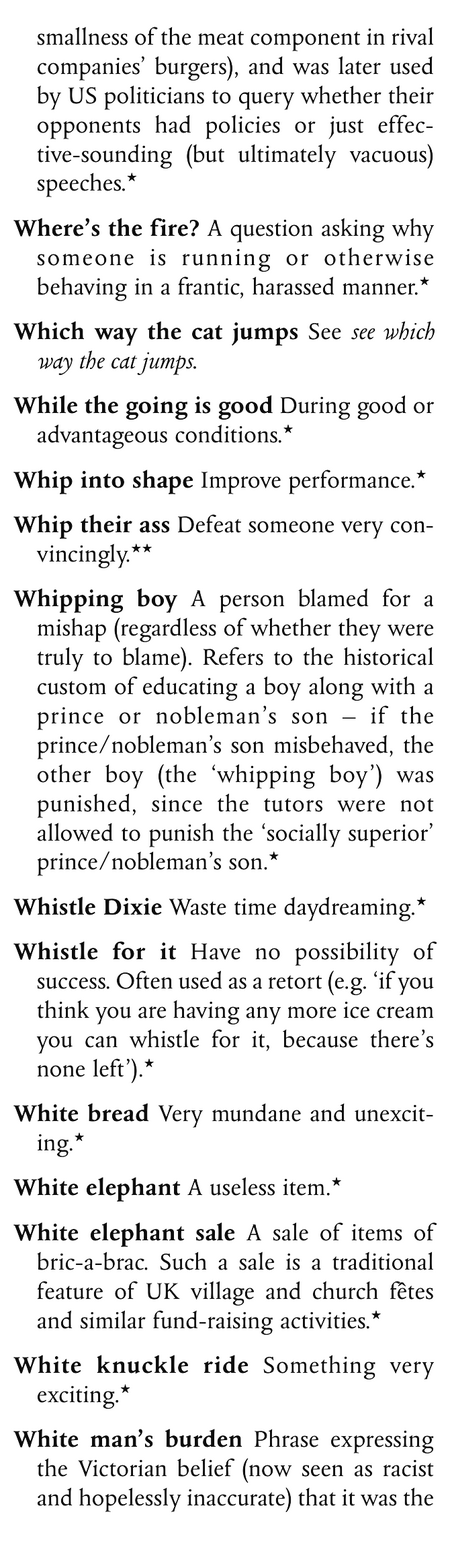 smallness of the meat component in rival
companies’ burgers), and was later used
by US politicians to query whether their
opponents had policies or just effec-
tive-sounding (but ultimately vacuous)
speeches.★
Where’s the fire? A question asking why
someone is running or otherwise
behaving in a frantic, harassed manner.★
Which way the cat jumps See see which
way the cat jumps.
While the going is good During good or
advantageous conditions.★
Whip into shape Improve performance.★
Whip their ass Defeat someone very con-
vincingly.★★
Whipping boy A person blamed for a
mishap (regardless of whether they were
truly to blame). Refers to the historical
custom of educating a boy along with a
prince or nobleman’s son – if the
prince/nobleman’s son misbehaved, the
other boy (the ‘whipping boy’) was
punished, since the tutors were not
allowed to punish the ‘socially superior’
prince/nobleman’s son.★
Whistle Dixie Waste time daydreaming.★
Whistle for it Have no possibility of
success. Often used as a retort (e.g. ‘if you
think you are having any more ice cream
you can whistle for it, because there’s
none left’).★
White bread Very mundane and unexcit-
ing.★
White elephant A useless item.★
White elephant sale A sale of items of
bric-a-brac. Such a sale is a traditional
feature of UK village and church fêtes
and similar fund-raising activities.★
White knuckle ride Something very
exciting.★
White man’s burden Phrase expressing
the Victorian belief (now seen as racist
and hopelessly inaccurate) that it was the